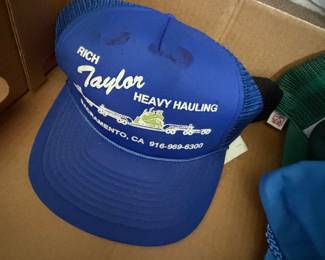 RICH
Taylor
HEAVY HAULING
SACRAMENTO, CA 916-969-6300